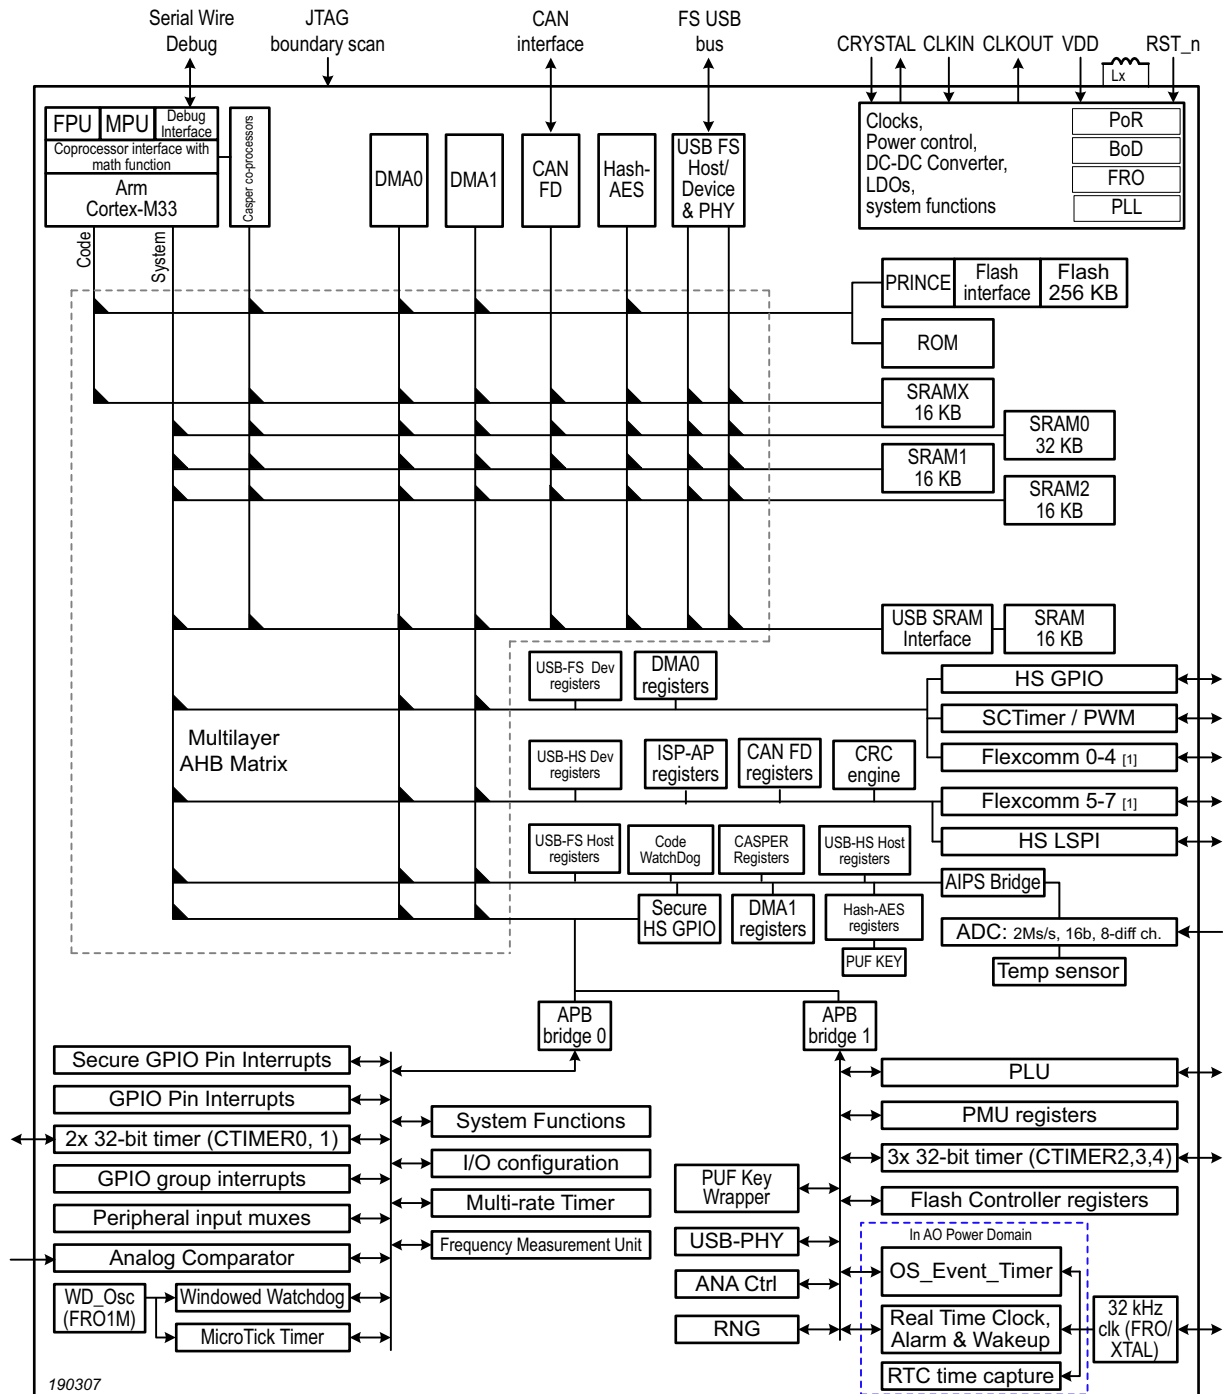 Serial Wire
Debug
JTAG
boundary scan
CAN
interface
FS USB
bus
CRYSTAL
CLKIN
CLKOUT
VDD
RST_n
Lx
FPU
MPU
Debug
Interface
Coprocessor interface with
math function
Arm
Cortex-M33
Casper co-processors
DMA0
DMA1
CAN
FD
Hash-
AES
USB FS
Host/
Device
& PHY
Clocks,
Power control,
DC-DC Converter,
LDOs,
system functions
PoR
BoD
FRO
PLL
Code
System
PRINCE
Flash
interface
Flash
256 KB
ROM
SRAMX
16 KB
SRAM0
32 KB
SRAM1
16 KB
SRAM2
16 KB
USB SRAM
Interface
SRAM
16 KB
Multilayer
AHB Matrix
USB-FS Dev
registers
DMA0
registers
HS GPIO
SCTimer / PWM
Flexcomm 0-4 [1]
USB-HS Dev
registers
ISP-AP
registers
CAN FD
registers
CRC
engine
Flexcomm 5-7 [1]
HS LSPI
USB-FS Host
registers
Code
WatchDog
CASPER
Registers
USB-HS Host
registers
AIPS Bridge
Secure
HS GPIO
DMA1
registers
Hash-AES
registers
PUF KEY
ADC: 2Ms/s, 16b, 8-diff ch.
Temp sensor
APB
bridge 0
APB
bridge 1
Secure GPIO Pin Interrupts
GPIO Pin Interrupts
2x 32-bit timer (CTIMER0, 1)
GPIO group interrupts
Peripheral input muxes
Analog Comparator
WD_Osc
(FRO1M)
Windowed Watchdog
MicroTick Timer
System Functions
I/O configuration
Multi-rate Timer
Frequency Measurement Unit
PUF Key
Wrapper
USB-PHY
ANA Ctrl
RNG
PLU
PMU registers
3x 32-bit timer (CTIMER2,3,4)
Flash Controller registers
In AO Power Domain
OS_Event_Timer
Real Time Clock,
Alarm & Wakeup
RTC time capture
32 kHz
clk (FRO/
XTAL)
190307